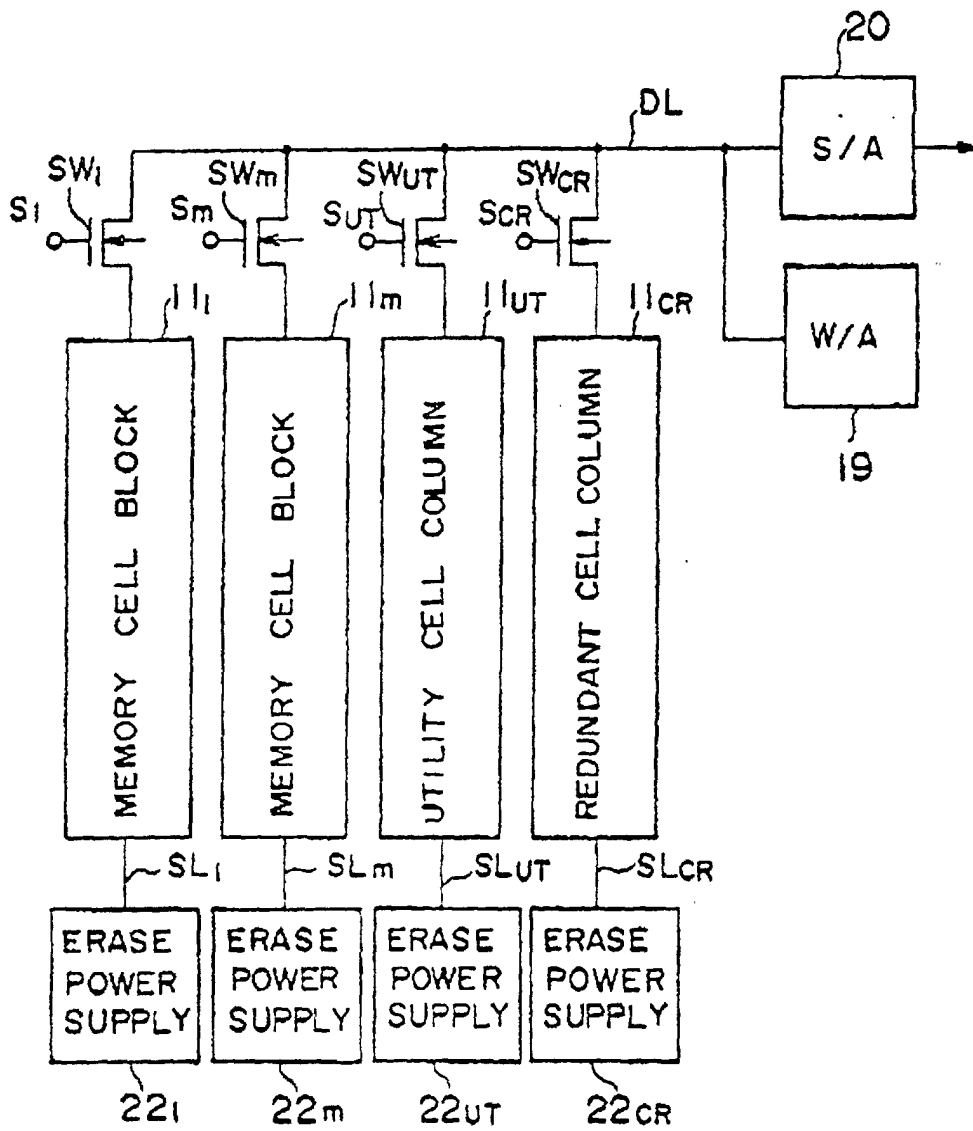 20
DL
S/A
SW1
SWm
SWUT
SWCR
S1
Sm
SUT
SCR
W/A
19
111
11m
11UT
11CR
MEMORY CELL BLOCK
MEMORY CELL BLOCK
UTILITY CELL COLUMN
REDUNDANT CELL COLUMN
SL1
SLm
SLUT
SLCR
ERASE
POWER
SUPPLY
ERASE
POWER
SUPPLY
ERASE
POWER
SUPPLY
ERASE
POWER
SUPPLY
221
22m
22UT
22CR